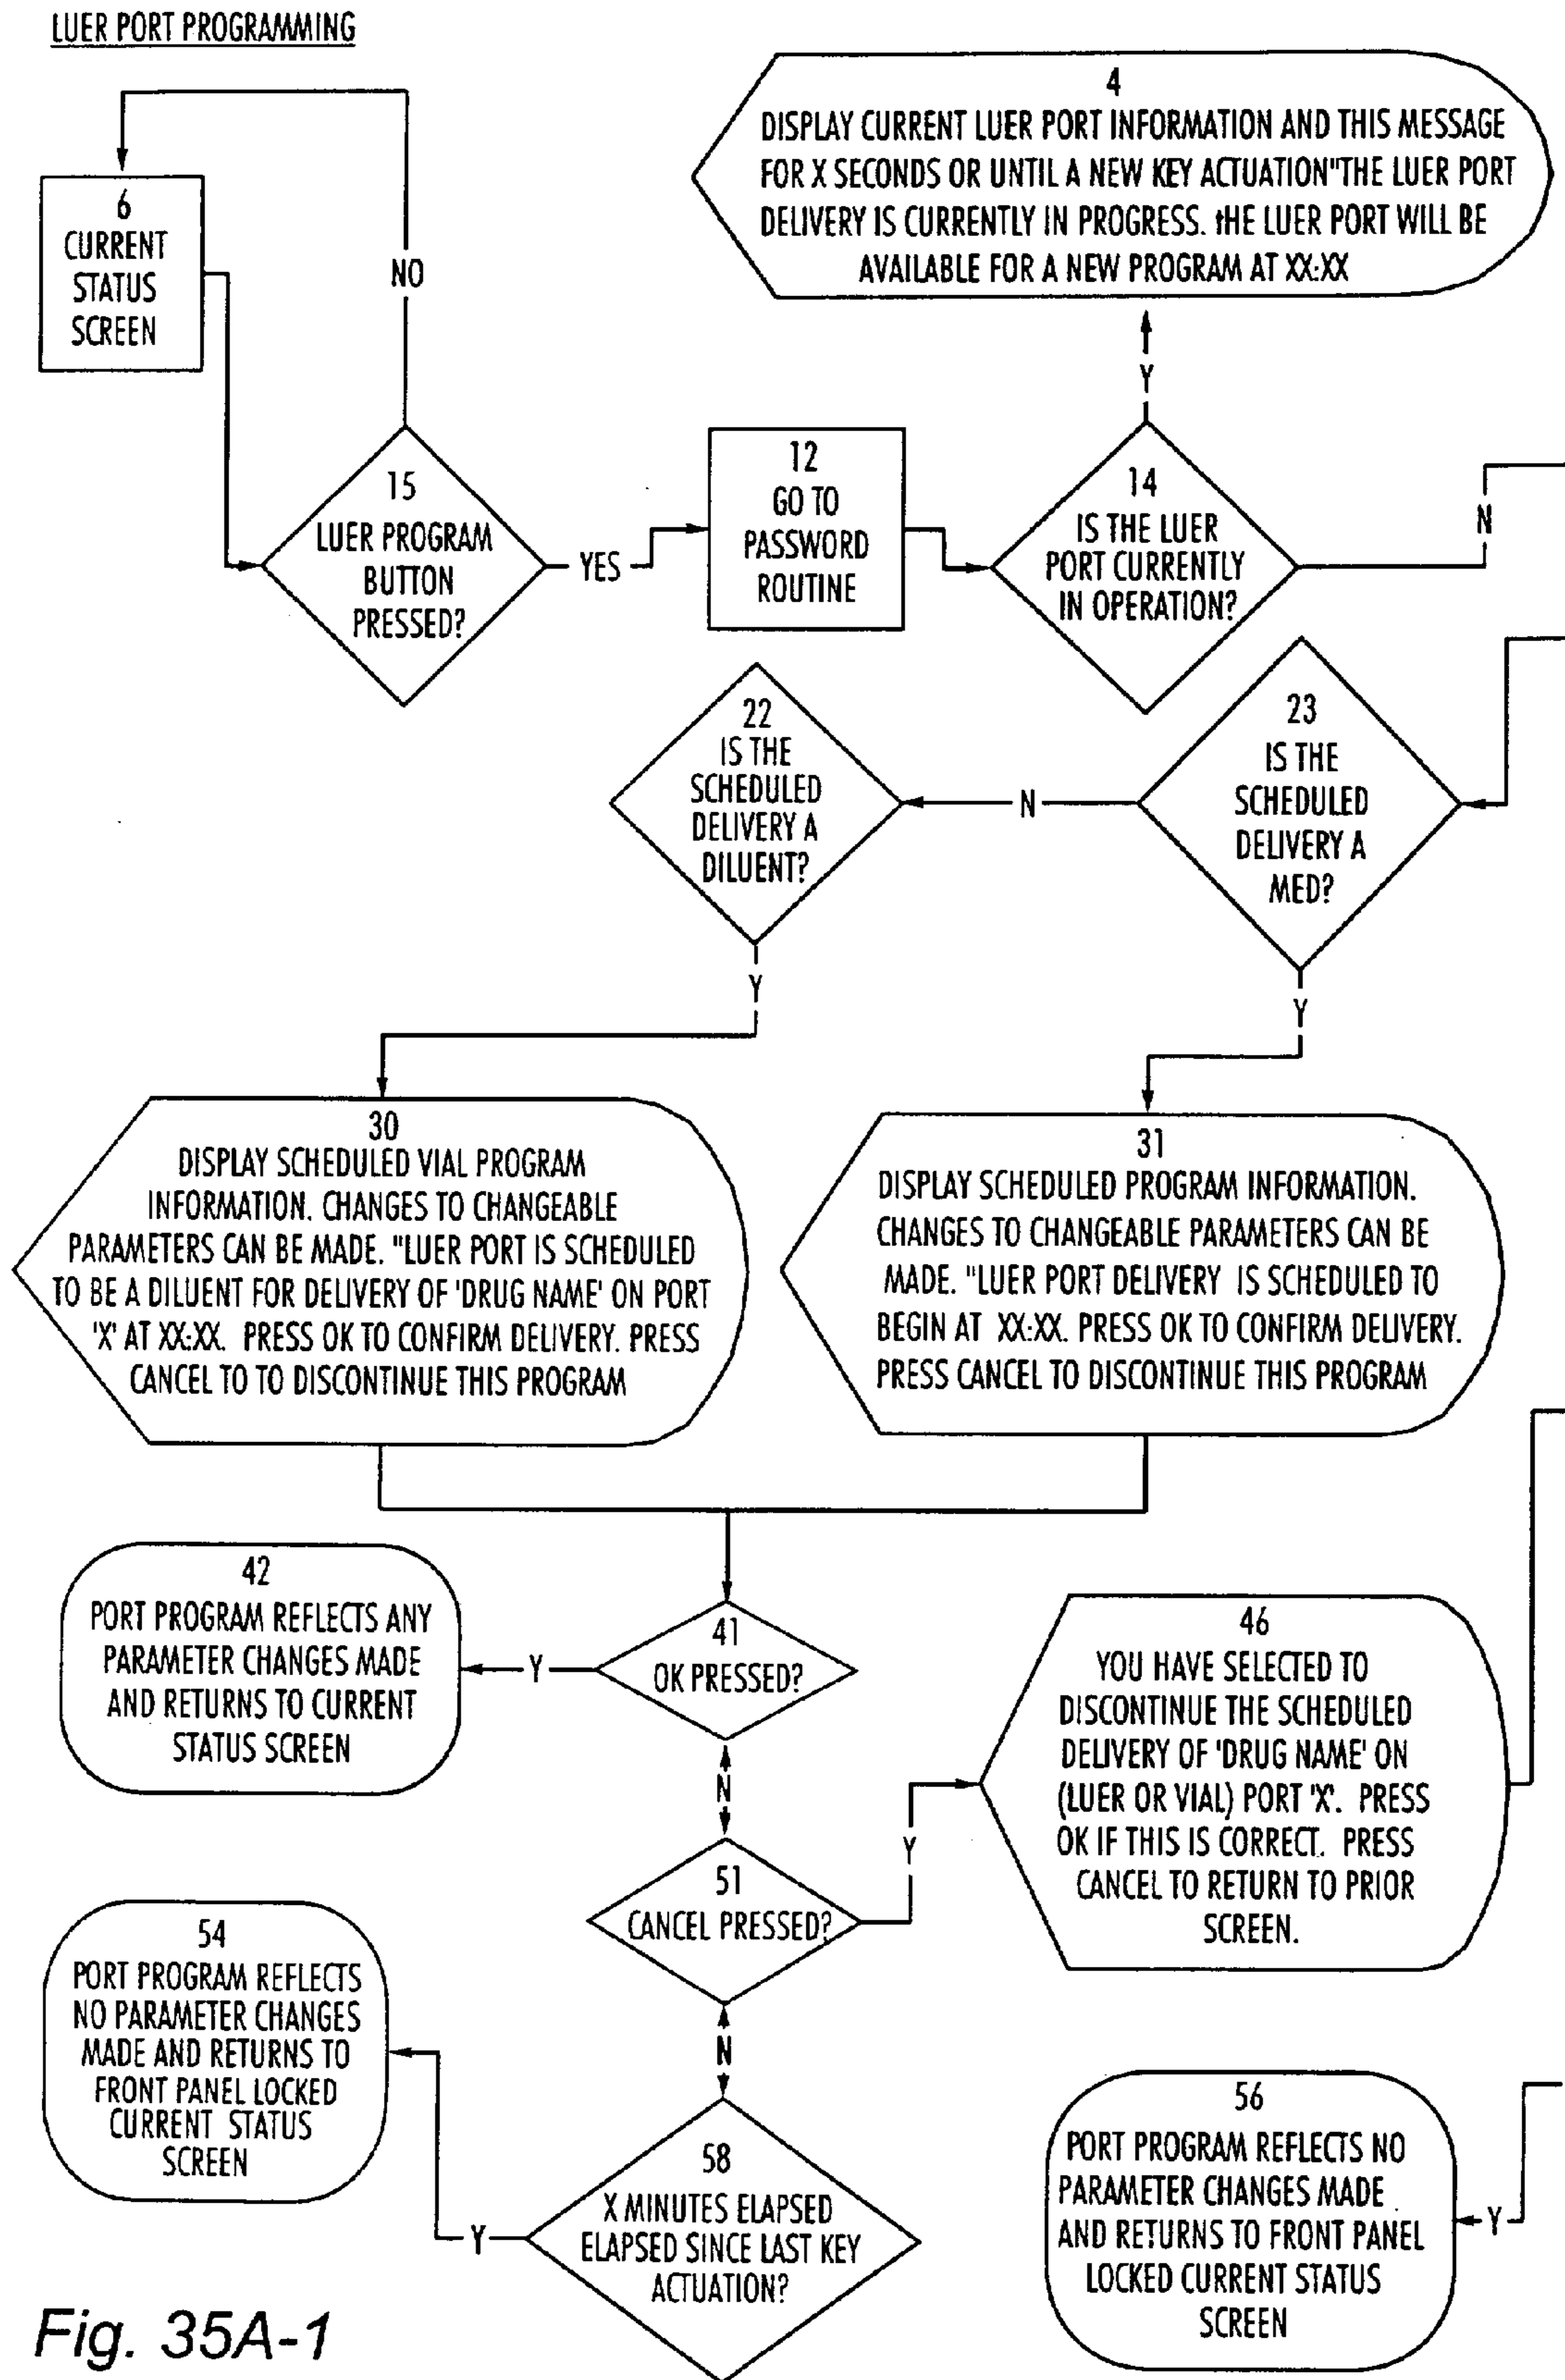 LUER PORT PROGRAMMING
4
DISPLAY CURRENT LUER PORT INFORMATION AND THIS MESSAGE
FOR X SECONDS OR UNTIL A NEW KEY ACTUATION"THE LUER PORT
DELIVERY IS CURRENTLY IN PROGRESS. tHE LUER PORT WILL BE
AVAILABLE FOR A NEW PROGRAM AT XX:XX
6
CURRENT
STATUS
SCREEN
NO
Y
15
LUER PROGRAM
BUTTON
PRESSED?
YES
12
GO TO
PASSWORD
ROUTINE
14
IS THE LUER
PORT CURRENTLY
IN OPERATION?
N
22
IS THE
SCHEDULED
DELIVERY A
DILUENT?
N
23
IS THE
SCHEDULED
DELIVERY A
MED?
Y
Y
30
DISPLAY SCHEDULED VIAL PROGRAM
INFORMATION. CHANGES TO CHANGEABLE
PARAMETERS CAN BE MADE. "LUER PORT IS SCHEDULED
TO BE A DILUENT FOR DELIVERY OF 'DRUG NAME' ON PORT
'X' AT XX:XX. PRESS OK TO CONFIRM DELIVERY. PRESS
CANCEL TO TO DISCONTINUE THIS PROGRAM
31
DISPLAY SCHEDULED PROGRAM INFORMATION.
CHANGES TO CHANGEABLE PARAMETERS CAN BE
MADE. "LUER PORT DELIVERY IS SCHEDULED TO
BEGIN AT XX:XX. PRESS OK TO CONFIRM DELIVERY.
PRESS CANCEL TO DISCONTINUE THIS PROGRAM
42
PORT PROGRAM REFLECTS ANY
PARAMETER CHANGES MADE
AND RETURNS TO CURRENT
STATUS SCREEN
Y
41
OK PRESSED?
N
46
YOU HAVE SELECTED TO
DISCONTINUE THE SCHEDULED
DELIVERY OF 'DRUG NAME' ON
(LUER OR VIAL) PORT 'X'. PRESS
OK IF THIS IS CORRECT. PRESS
CANCEL TO RETURN TO PRIOR
SCREEN.
Y
51
CANCEL PRESSED?
N
54
PORT PROGRAM REFLECTS
NO PARAMETER CHANGES
MADE AND RETURNS TO
FRONT PANEL LOCKED
CURRENT STATUS
SCREEN
Y
58
X MINUTES ELAPSED
ELAPSED SINCE LAST KEY
ACTUATION?
56
PORT PROGRAM REFLECTS NO
PARAMETER CHANGES MADE
AND RETURNS TO FRONT PANEL
LOCKED CURRENT STATUS
SCREEN
Y
Fig. 35A-1